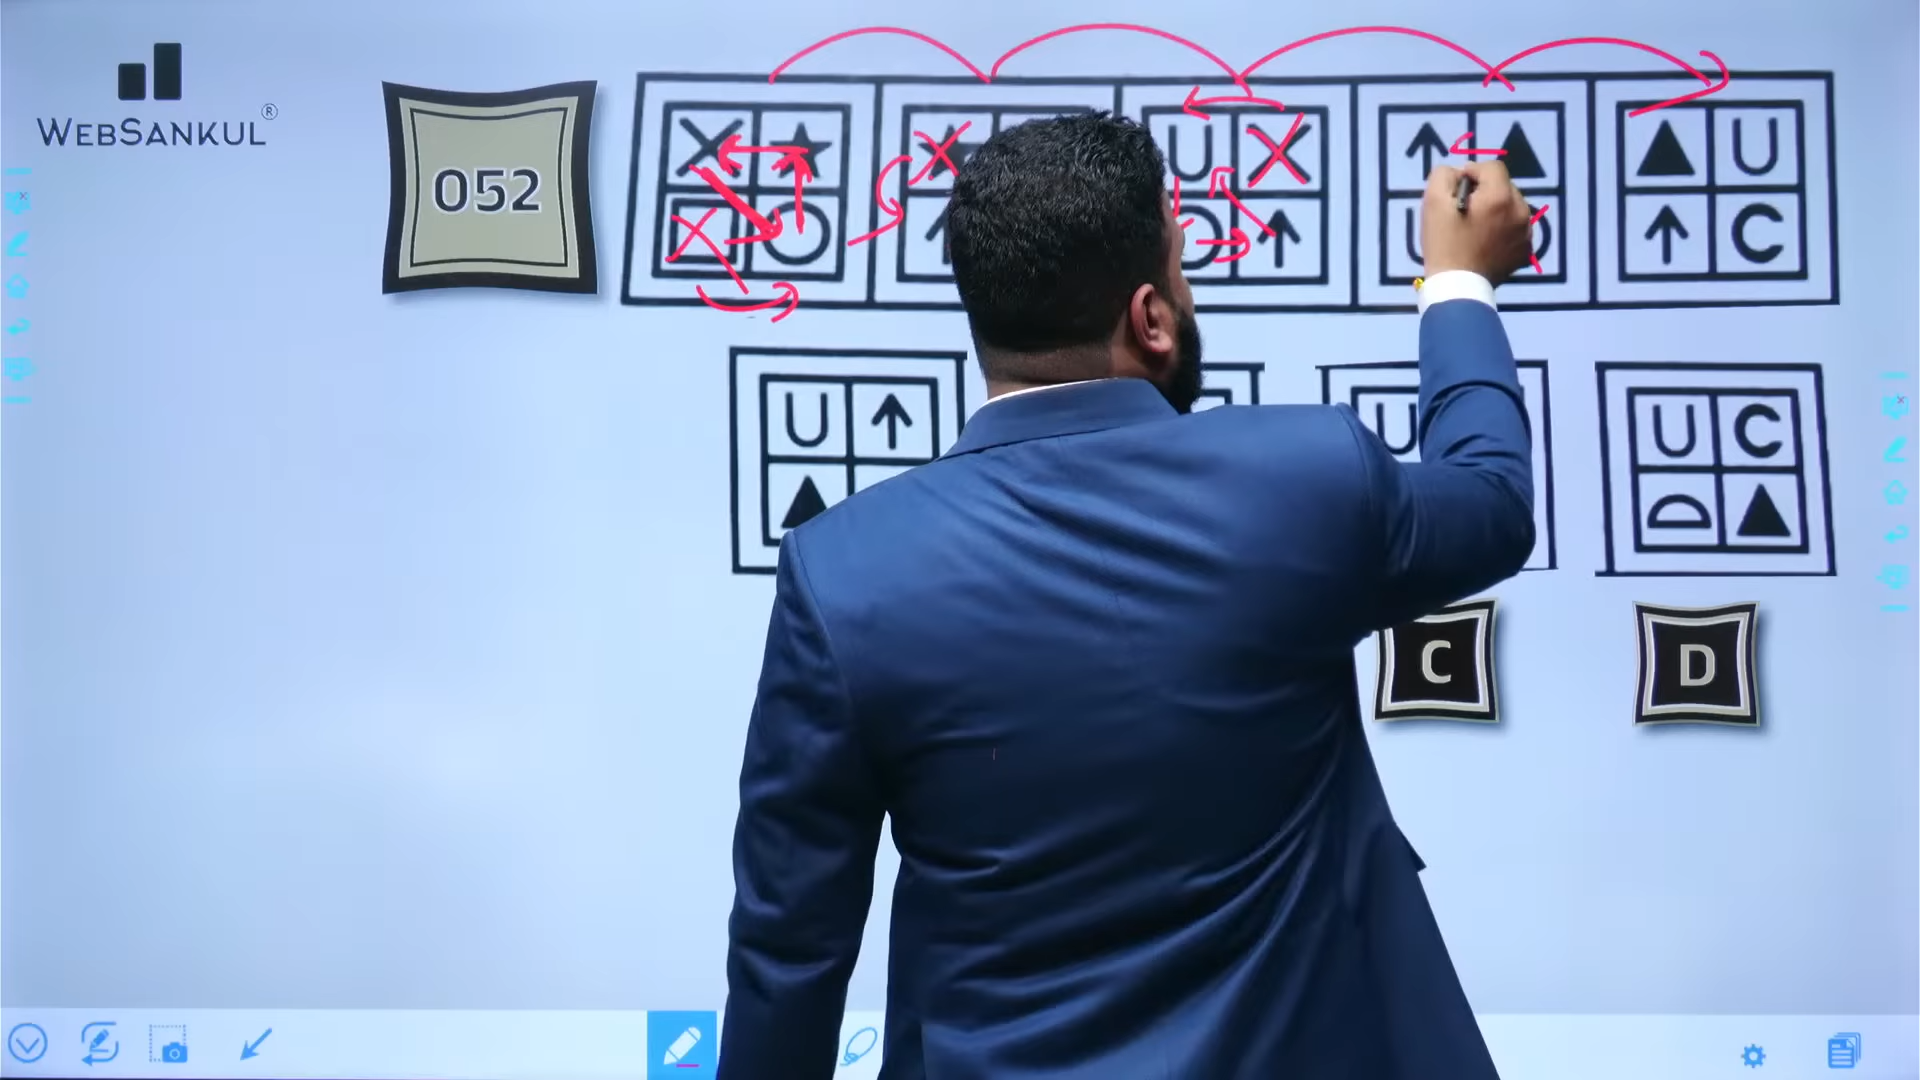 WEBSANKUL®
052
X
X U X
U
U C
U U U C
C D